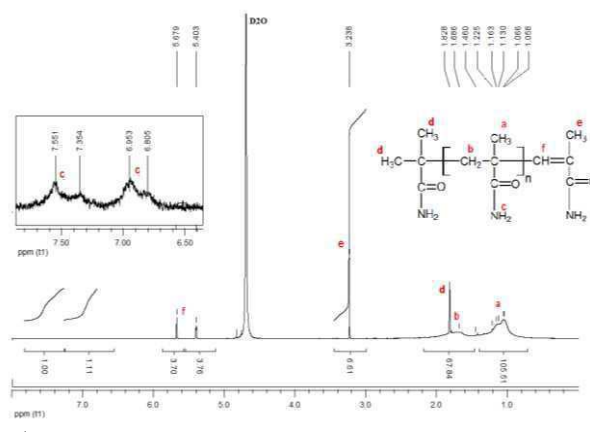 5.679
5.403
D2O
3.236
1.828
1.686
1.460
1.225
1.163
1.130
1.066
1.058
7.551
7.354
6.953
6.805
c
c
7.50
7.00
6.50
ppm (t1)
d
CH3
d
H3C
b
CH2
a
CH3
n
f
CH
e
CH3
C=O
C=O
C=O
NH2
NH2
c
NH2
e
f
d
b
a
1.00
1.11
3.70
3.76
6.61
67.84
105.61
7.0
6.0
5.0
4.0
3.0
2.0
1.0
ppm (t1)